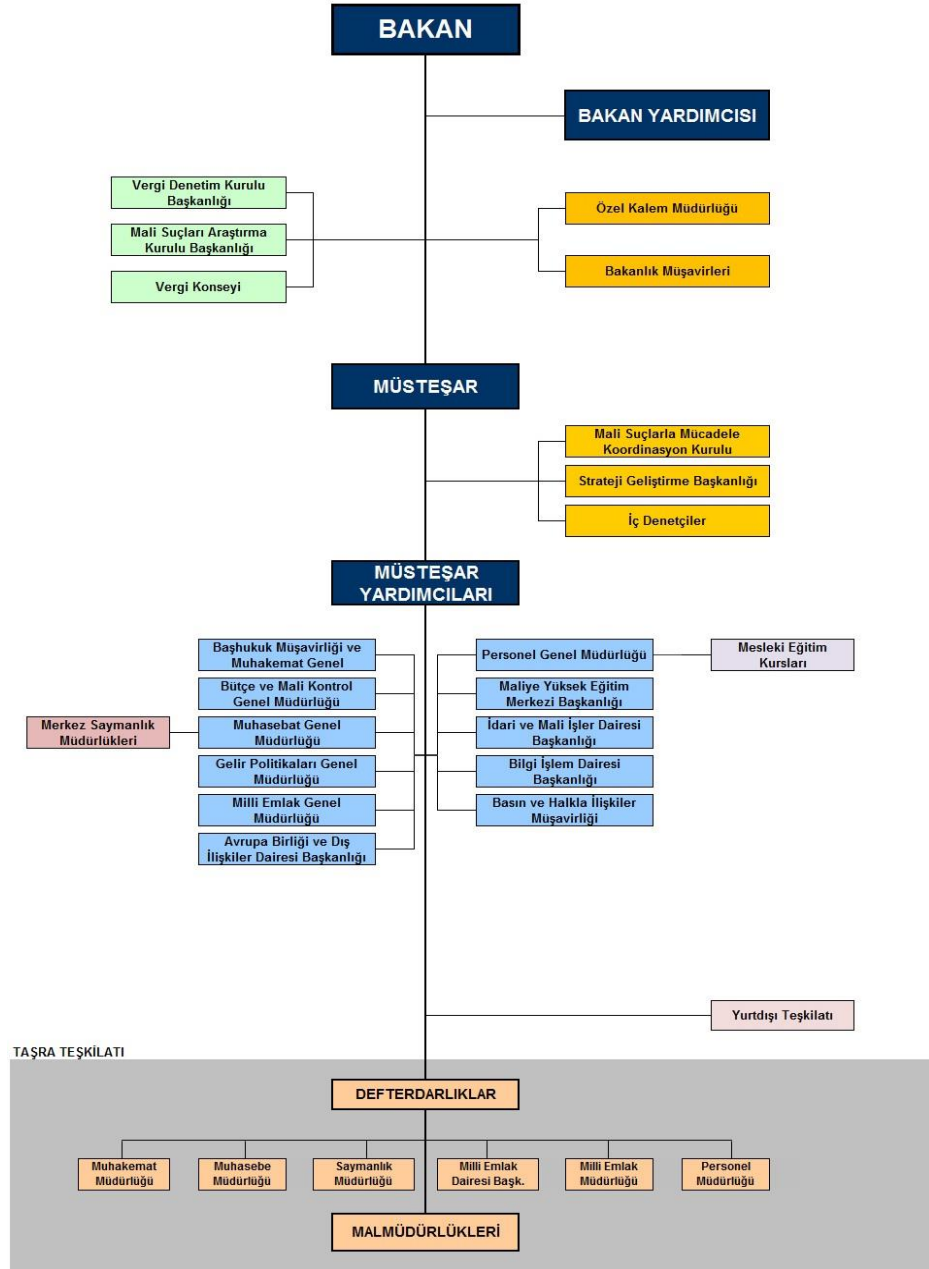 BAKAN
BAKAN YARDIMCISI
Vergi Denetim Kurulu
Başkanlığı
Mali Suçları Araştırma
Kurulu Başkanlığı
Vergi Konseyi
Özel Kalem Müdürlüğü
Bakanlık Müşavirleri
MÜSTEŞAR
Mali Suçlarla Mücadele
Koordinasyon Kurulu
Strateji Geliştirme Başkanlığı
İç Denetçiler
MÜSTEŞAR
YARDIMCILARI
Başhukuk Müşavirliği ve
Muhakemat Genel
Bütçe ve Mali Kontrol
Genel Müdürlüğü
Merkez Saymanlık
Müdürlükleri
Muhasebat Genel
Müdürlüğü
Gelir Politikaları Genel
Müdürlüğü
Milli Emlak Genel
Müdürlüğü
Avrupa Birliği ve Dış
İlişkiler Dairesi Başkanlığı
Personel Genel Müdürlüğü
Mesleki Eğitim
Kursları
Maliye Yüksek Eğitim
Merkezi Başkanlığı
İdari ve Mali İşler Dairesi
Başkanlığı
Bilgi İşlem Dairesi
Başkanlığı
Basın ve Halkla İlişkiler
Müşavirliği
Yurtdışı Teşkilatı
TAŞRA TEŞKİLATI
DEFTERDARLIKLAR
Muhakemat
Müdürlüğü
Muhasebe
Müdürlüğü
Saymanlık
Müdürlüğü
Milli Emlak
Dairesi Başk.
Milli Emlak
Müdürlüğü
Personel
Müdürlüğü
MALMÜDÜRLÜKLERİ